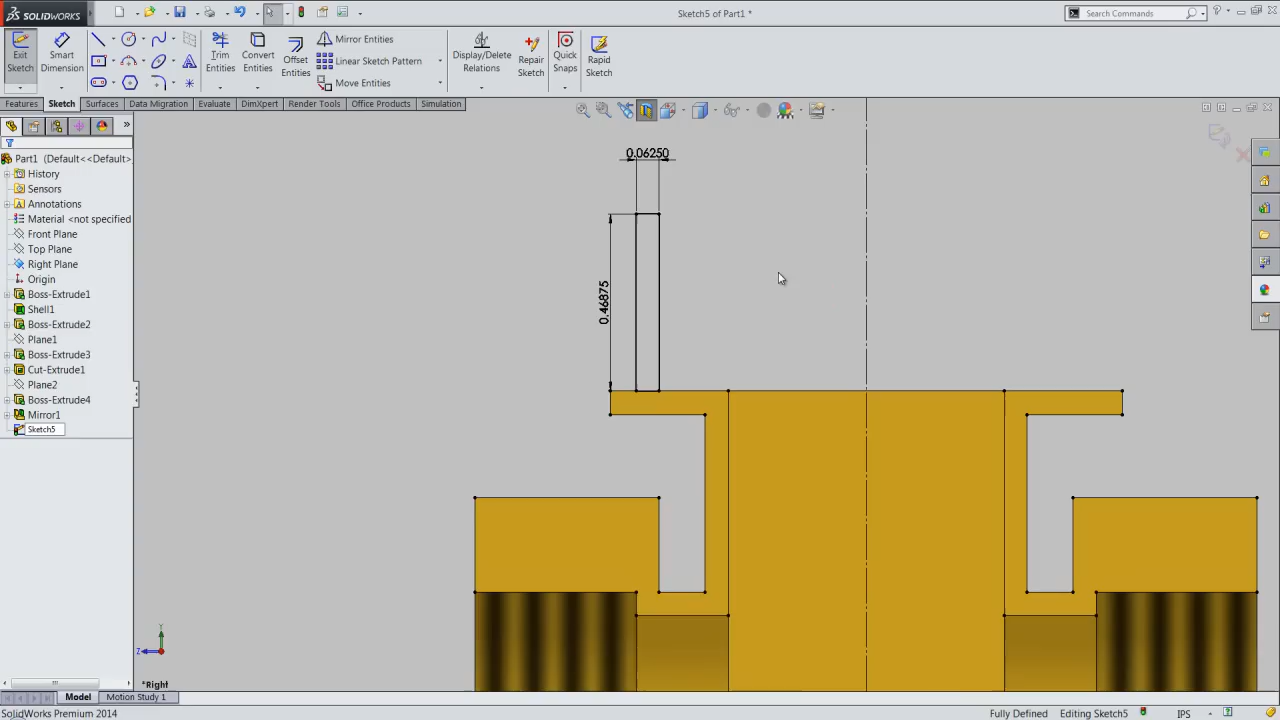 SOLIDWORKS
Sketch5 of Part1 *
Search Commands
Exit
Sketch
Smart
Dimension
Trim
Entities
Convert
Entities
Offset
Entities
Mirror Entities
Linear Sketch Pattern
Move Entities
Display/Delete
Relations
Repair
Sketch
Quick
Snaps
Rapid
Sketch
Features
Sketch
Surfaces
Data Migration
Evaluate
DimXpert
Render Tools
Office Products
Simulation
Part1 (Default<<Default>
History
Sensors
Annotations
Material <not specified
Front Plane
Top Plane
Right Plane
Origin
Boss-Extrude1
Shell1
Boss-Extrude2
Plane1
Boss-Extrude3
Cut-Extrude1
Plane2
Boss-Extrude4
Mirror1
Sketch5
0.06250
0.46875
Y
Z
*Right
Model
Motion Study 1
SolidWorks Premium 2014
Fully Defined
Editing Sketch5
IPS